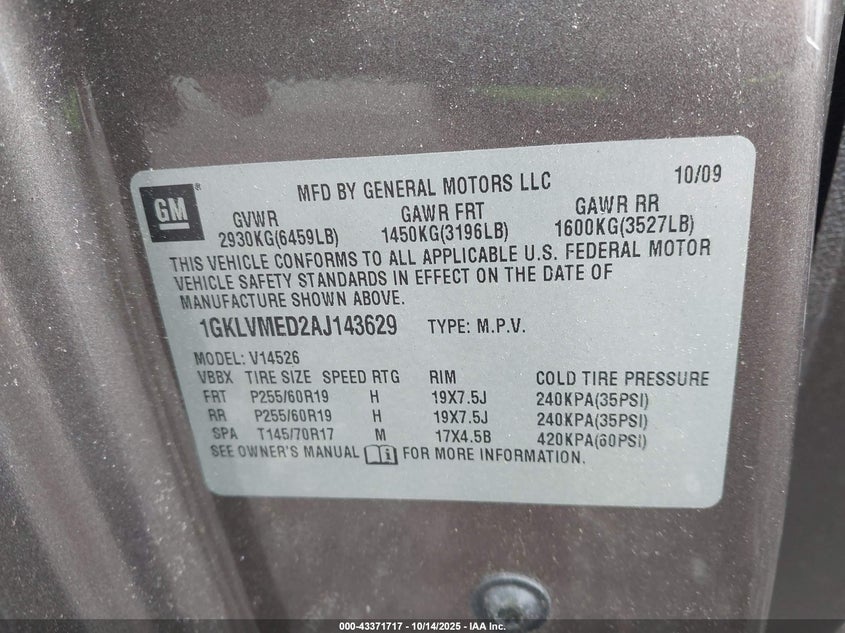 GM ® MFD BY GENERAL MOTORS LLC 10/09
GVWR GAWR FRT GAWR RR
2930KG(6459LB) 1450KG(3196LB) 1600KG(3527LB)
THIS VEHICLE CONFORMS TO ALL APPLICABLE U.S. FEDERAL MOTOR
VEHICLE SAFETY STANDARDS IN EFFECT ON THE DATE OF
MANUFACTURE SHOWN ABOVE.
1GKLVMED2AJ143629 TYPE: M.P.V.
MODEL: V14526
VBBX TIRE SIZE SPEED RTG RIM COLD TIRE PRESSURE
FRT P255/60R19 H 19X7.5J 240KPA(35PSI)
RR P255/60R19 H 19X7.5J 240KPA(35PSI)
SPA T145/70R17 M 17X4.5B 420KPA(60PSI)
SEE OWNER'S MANUAL FOR MORE INFORMATION.
000-43371717 - 10/14/2025 - IAA Inc.